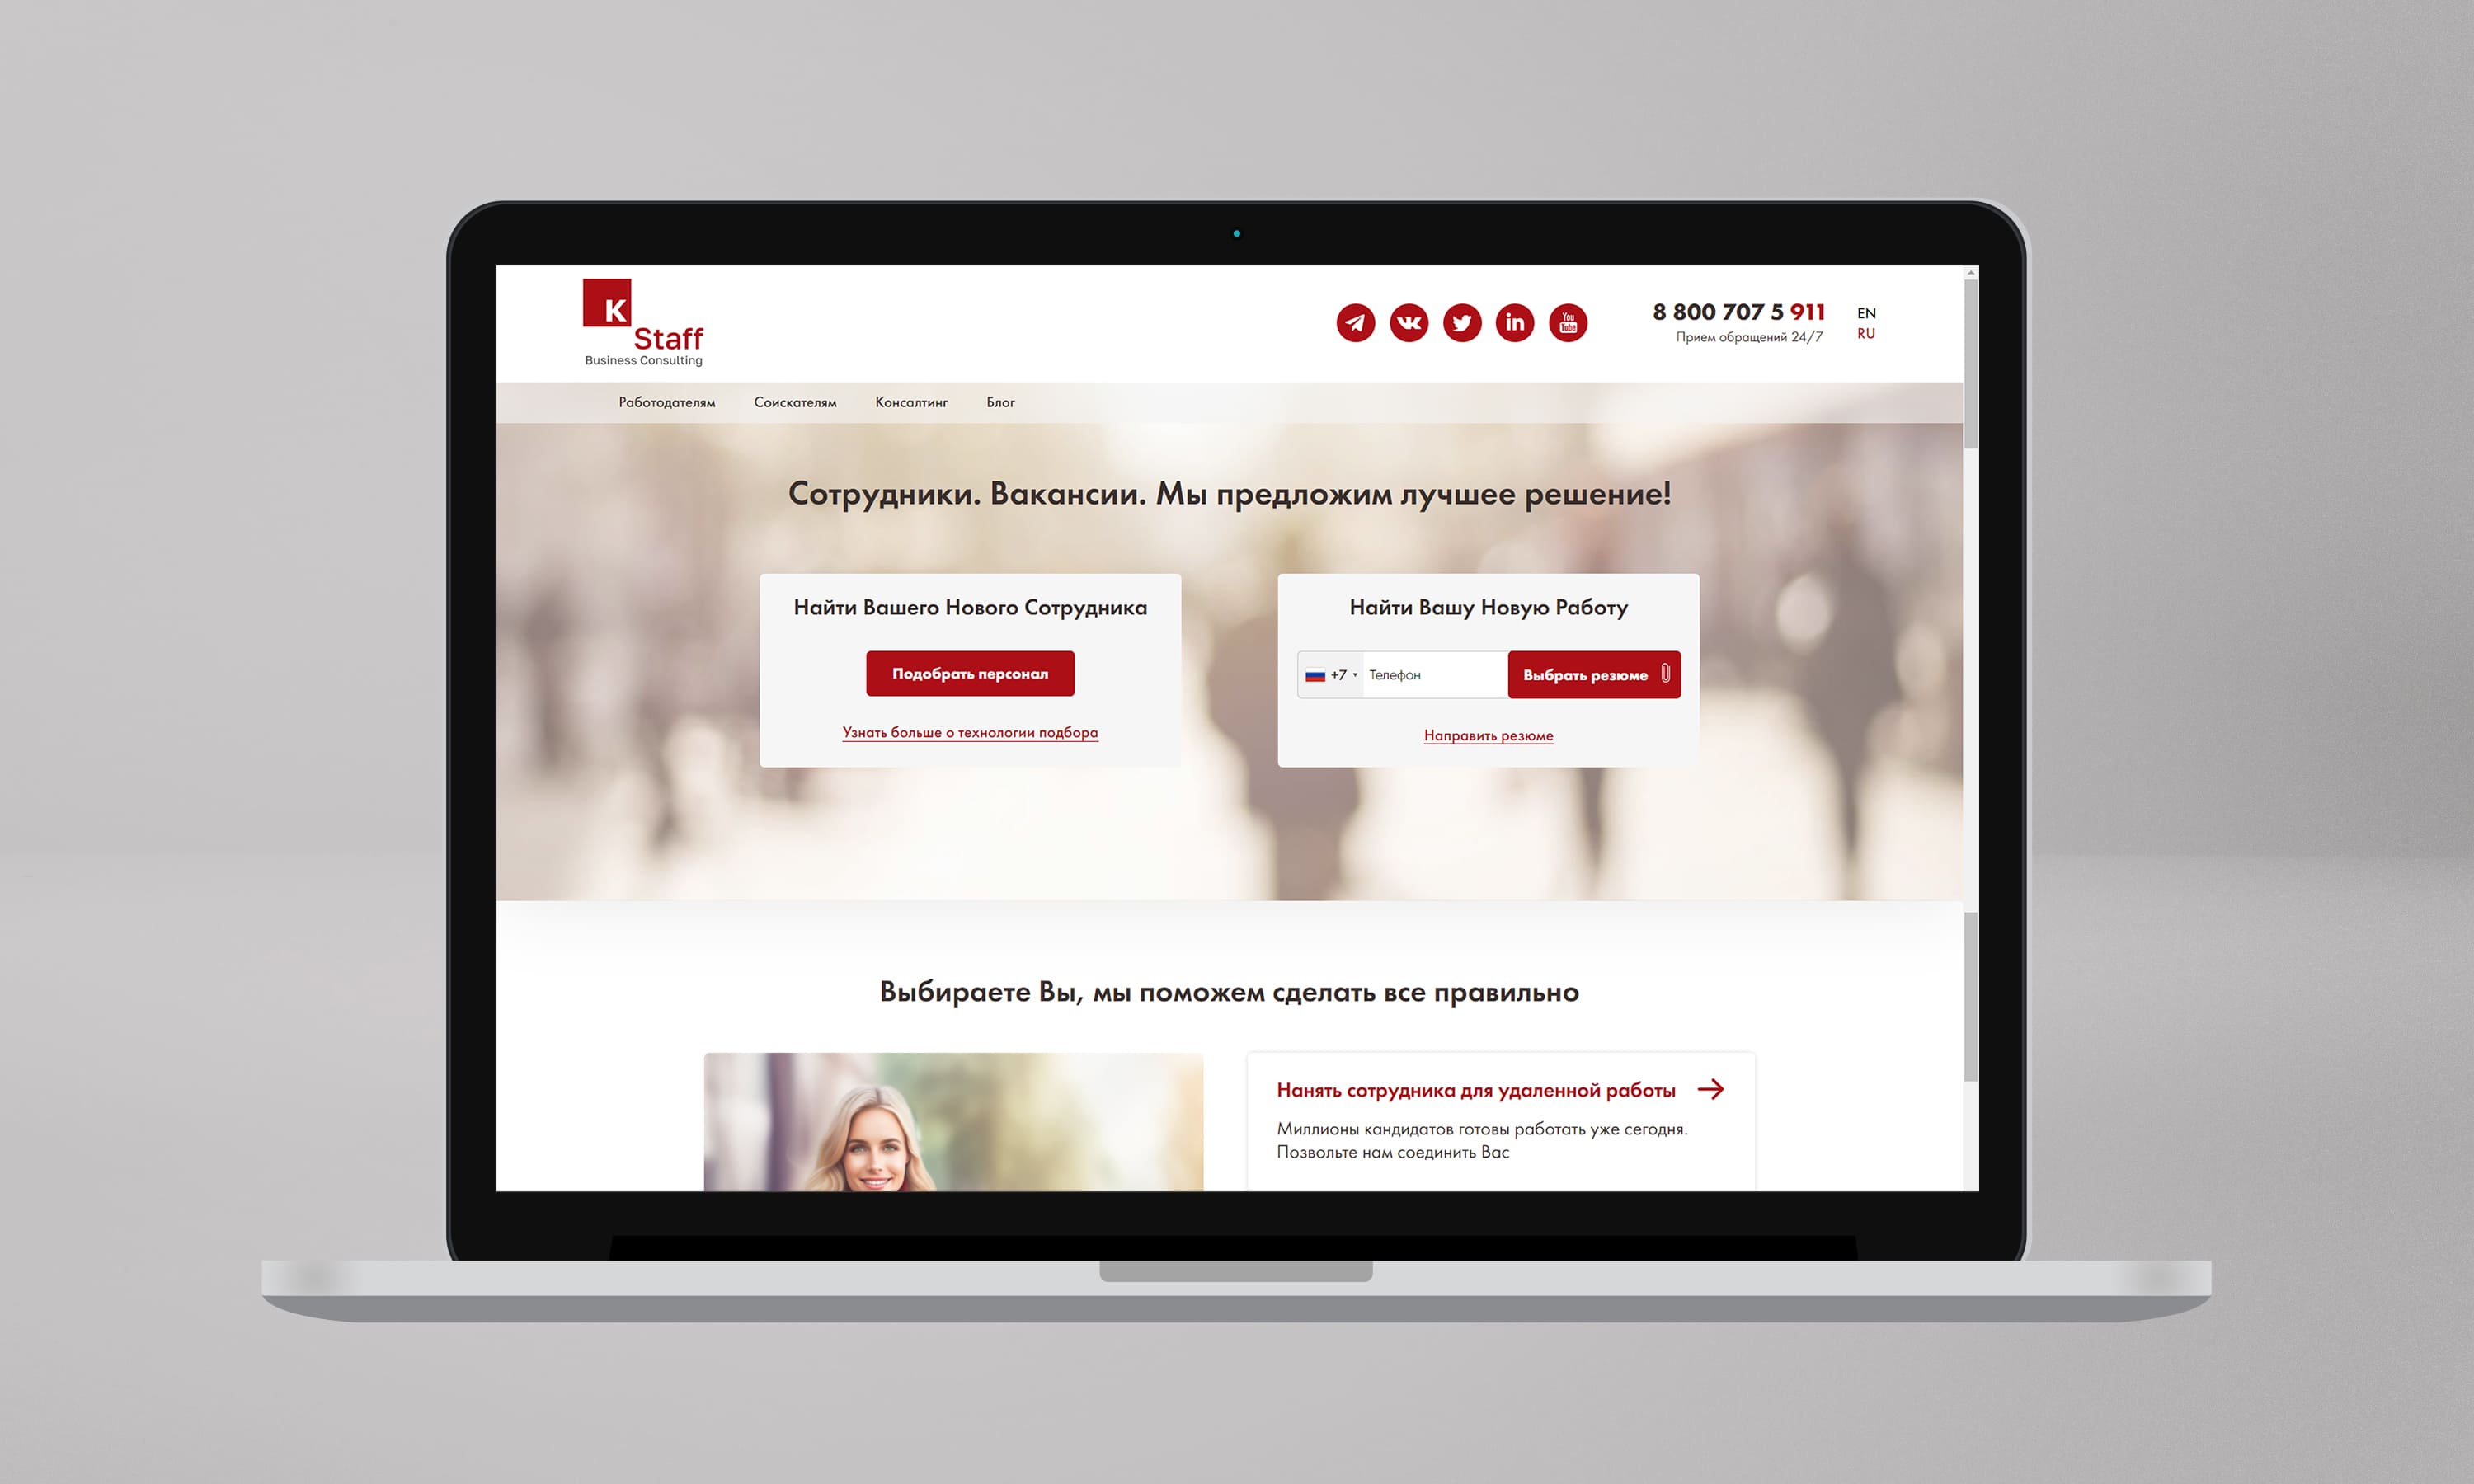 K
Staff
Business Consulting
You
Tube
8 800 707 5 911
Прием обращений 24/7
EN
RU
Работодателям Соискателям Консалтинг Блог
Сотрудники. Вакансии. Мы предложим лучшее решение!
Найти Вашего Нового Сотрудника
Подобрать персонал
Узнать больше о технологии подбора
Найти Вашу Новую Работу
+7 Телефон Выбрать резюме
Направить резюме
Выбираете Вы, мы поможем сделать все правильно
Нанять сотрудника для удаленной работы
Миллионы кандидатов готовы работать уже сегодня.
Позвольте нам соединить Вас